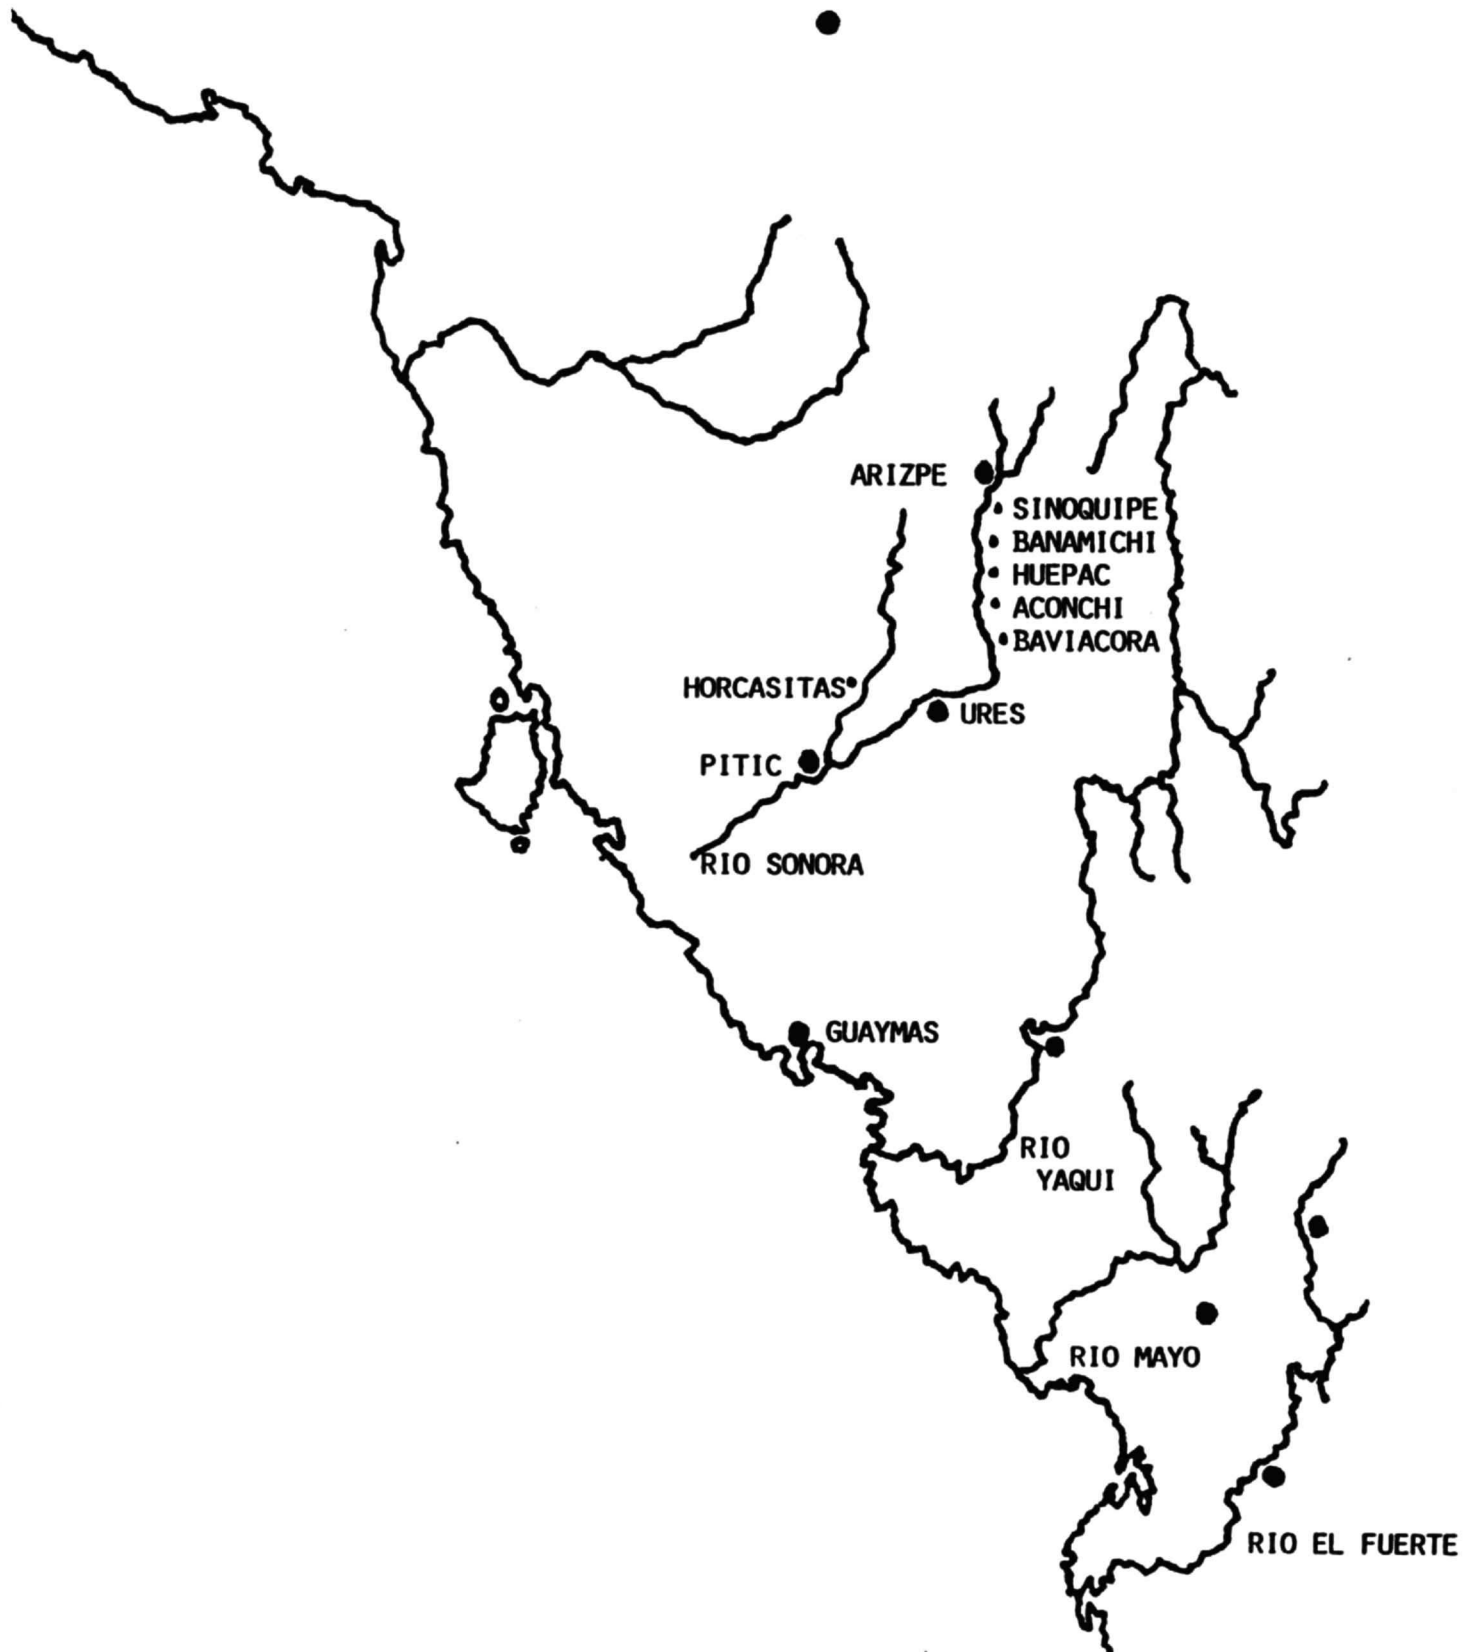 ARIZPE
SINOQUIPE
BANAMICHI
HUEPAC
ACONCHI
BAVIACORA
HORCASITAS
URES
PITIC
RIO SONORA
GUAYMAS
RIO
YAQUI
RIO MAYO
RIO EL FUERTE